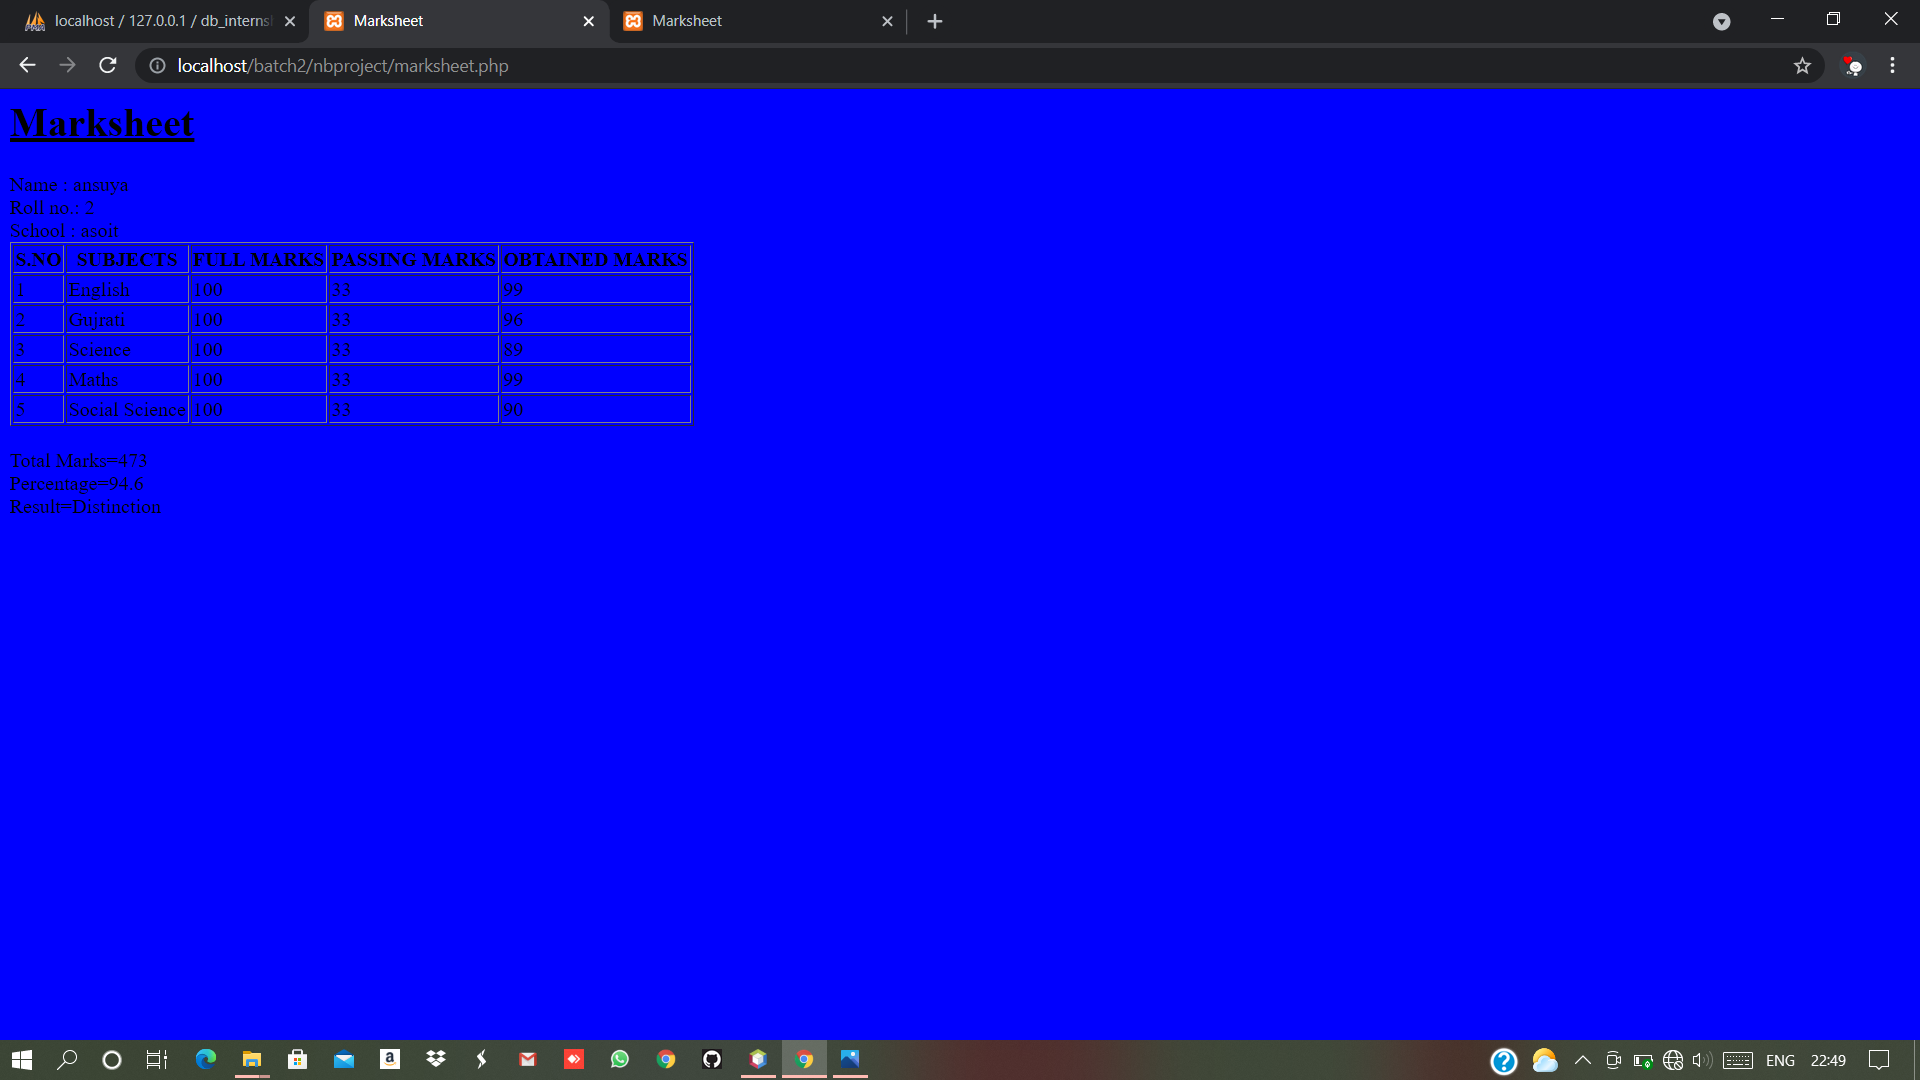 localhost / 127.0.0.1 / db_interns
Marksheet
Marksheet
localhost/batch2/nbproject/marksheet.php
Marksheet
Name : ansuya
Roll no.: 2
School : asoit
S.NO SUBJECTS FULL MARKS PASSING MARKS OBTAINED MARKS
1 English 100 33 99
2 Gujrati 100 33 96
3 Science 100 33 89
4 Maths 100 33 99
5 Social Science 100 33 90
Total Marks=473
Percentage=94.6
Result=Distinction
ENG 22:49